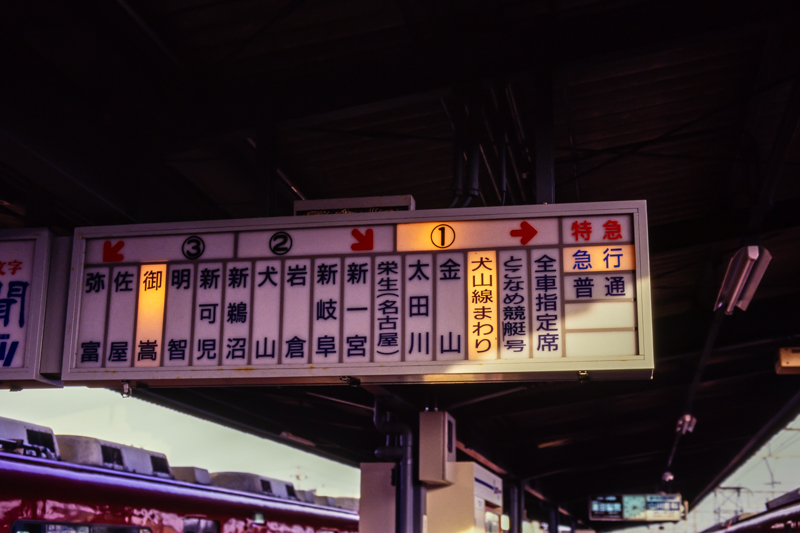 ③ ② ①
弥富
佐屋
御嵩
明智
新可児
新鵜沼
犬山
岩倉
新岐阜
新一宮
栄生(名古屋)
太田川
金山
犬山線まわり
とこなめ競艇号
全車指定席
特急
急行
普通
文字